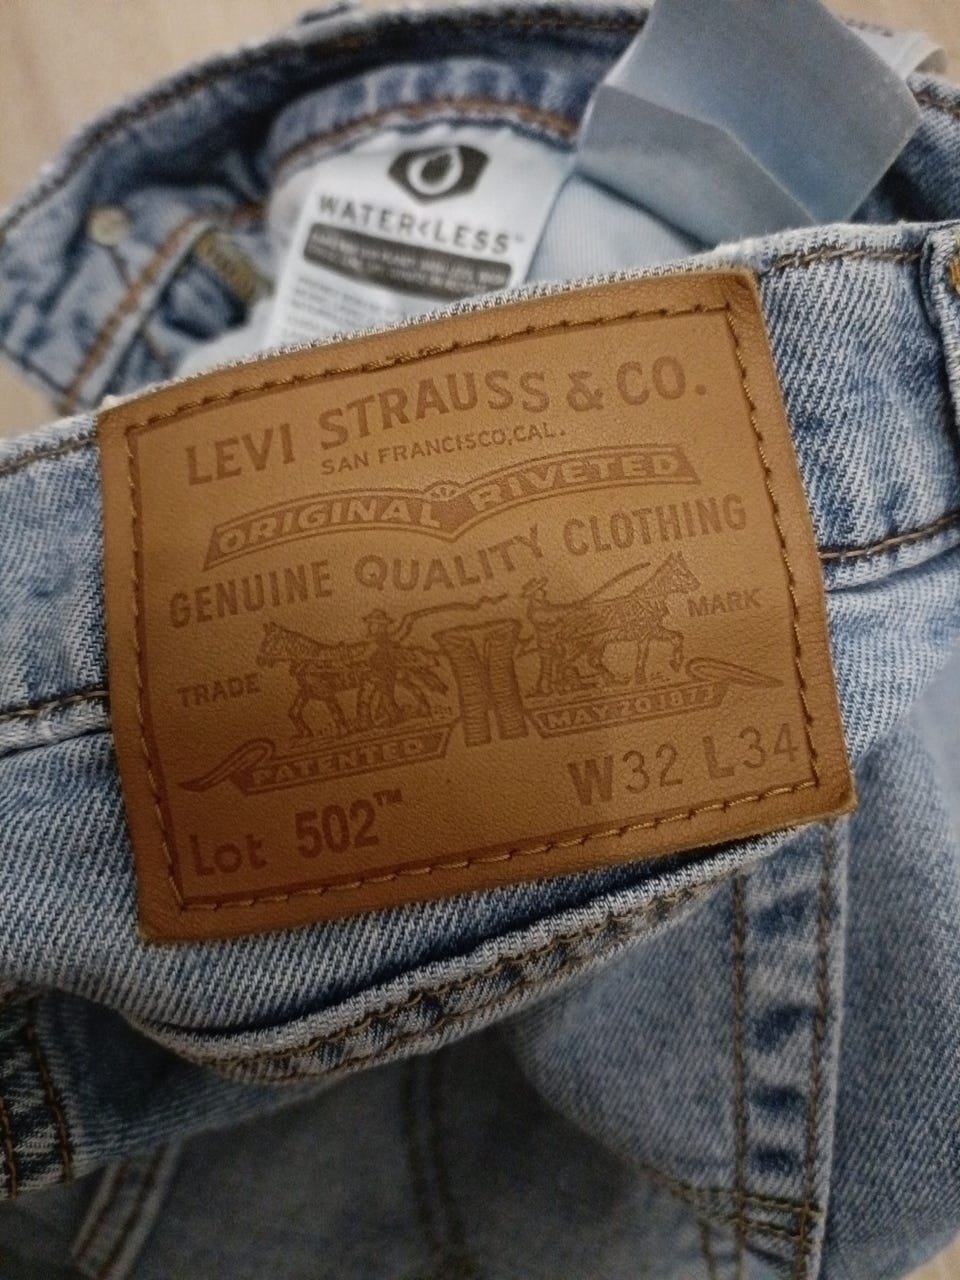 WATER<LESS™
LEVI STRAUSS & CO.
SAN FRANCISCO, CAL.
ORIGINAL RIVETED
GENUINE QUALITY CLOTHING
TRADE MARK
PATENTED MAY 20 1873
Lot 502™ W32 L34